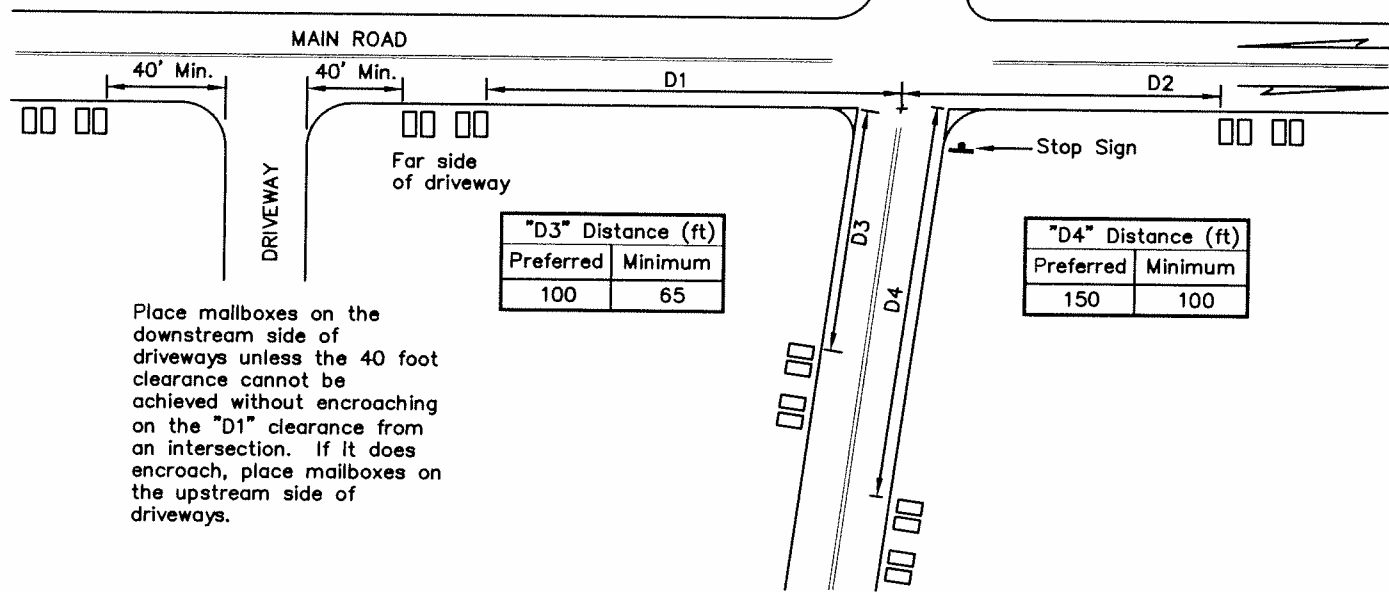 MAIN ROAD
40' Min.
40' Min.
D1
D2
Far side
of driveway
Stop Sign
DRIVEWAY
D3
D4
"D3" Distance (ft)
Preferred Minimum
100 65
"D4" Distance (ft)
Preferred Minimum
150 100
Place mailboxes on the
downstream side of
driveways unless the 40 foot
clearance cannot be
achieved without encroaching
on the "D1" clearance from
an intersection. If it does
encroach, place mailboxes on
the upstream side of
driveways.